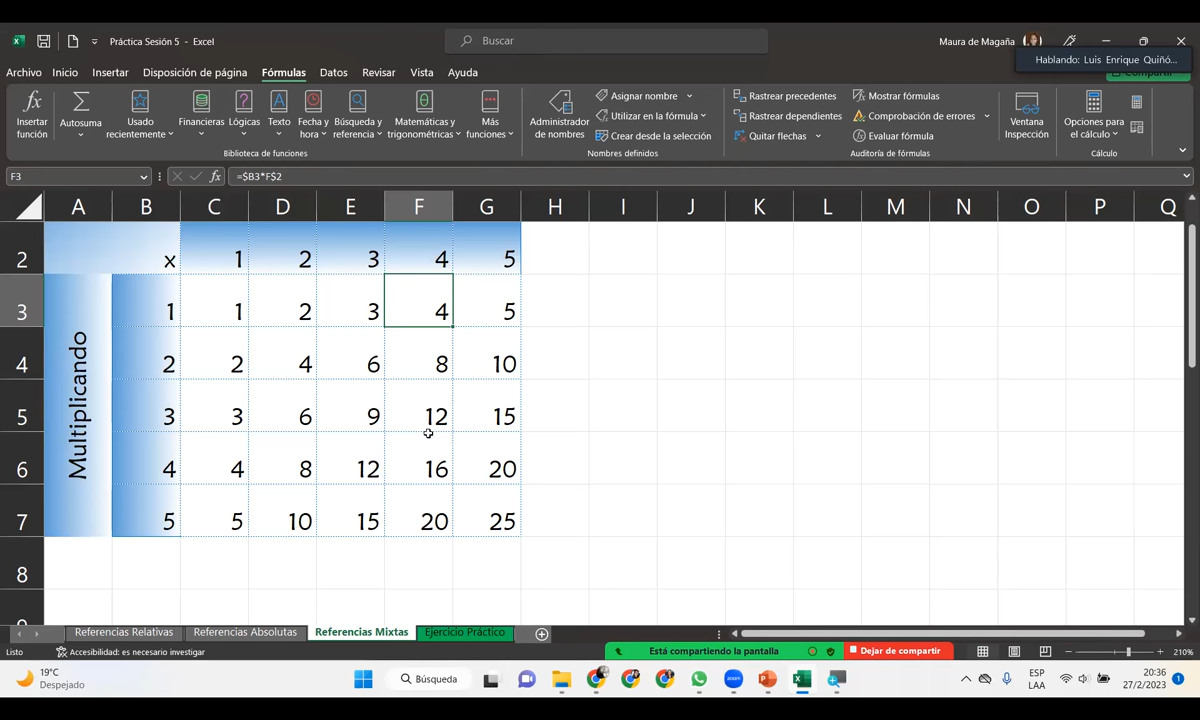 Práctica Sesión 5 - Excel
Buscar
Maura de Magaña
Hablando: Luis Enrique Quiñó...
Archivo Inicio Insertar Disposición de página Fórmulas Datos Revisar Vista Ayuda
Compartir
Insertar función
Autosuma
Usado recientemente
Financieras
Lógicas
Texto
Fecha y hora
Búsqueda y referencia
Matemáticas y trigonométricas
Más funciones
Biblioteca de funciones
Administrador de nombres
Asignar nombre
Utilizar en la fórmula
Crear desde la selección
Nombres definidos
Rastrear precedentes
Rastrear dependientes
Quitar flechas
Mostrar fórmulas
Comprobación de errores
Evaluar fórmula
Auditoría de fórmulas
Ventana Inspección
Opciones para el cálculo
Cálculo
F3
fx
=$B3*F$2
A B C D E F G H I J K L M N O P Q
2 x 1 2 3 4 5
3 1 1 2 3 4 5
4 2 2 4 6 8 10
5 3 3 6 9 12 15
6 4 4 8 12 16 20
7 5 5 10 15 20 25
8
Multiplicando
Referencias Relativas Referencias Absolutas Referencias Mixtas Ejercicio Práctico
Listo
Accesibilidad: es necesario investigar
Está compartiendo la pantalla
Dejar de compartir
210%
19°C
Despejado
Búsqueda
zoom
ESP
LAA
20:36
27/2/2023
1